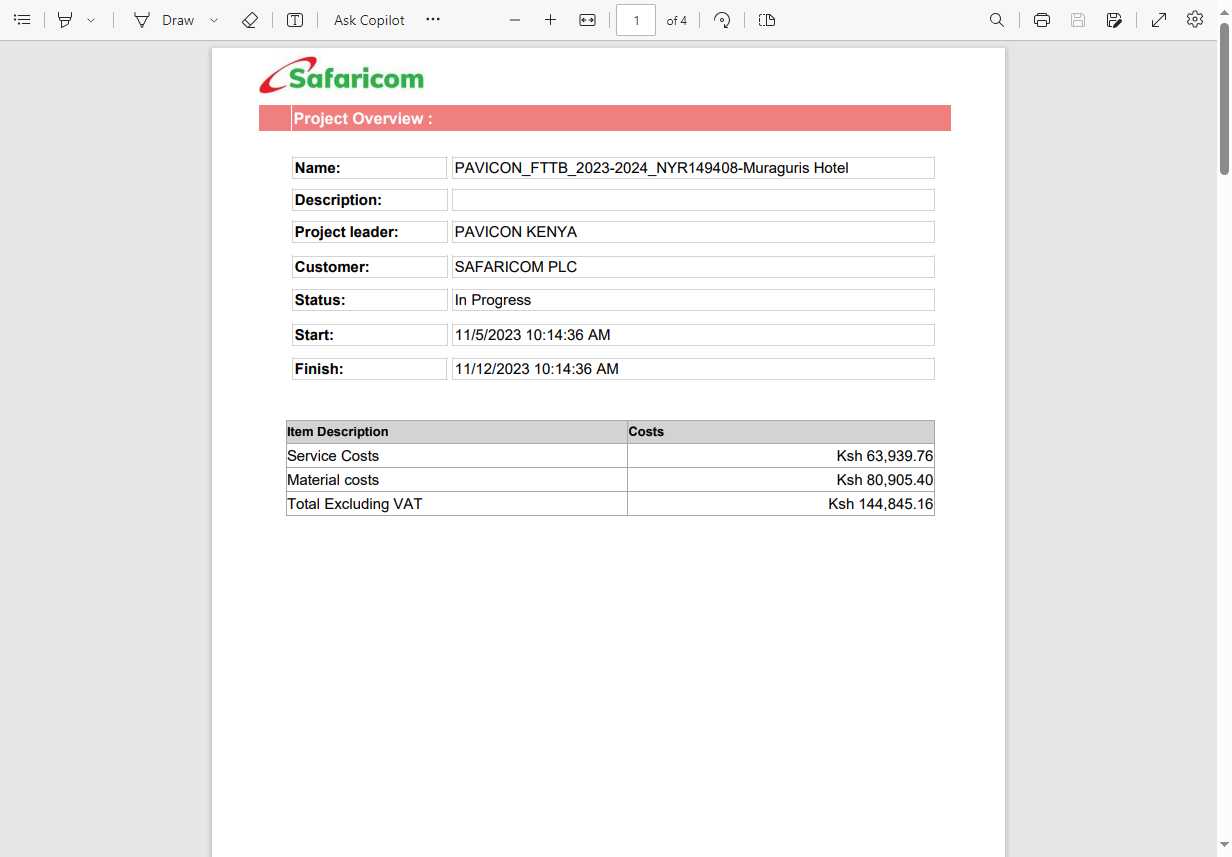 Draw
Ask Copilot
1 of 4
Safaricom
Project Overview :
Name: PAVICON_FTTB_2023-2024_NYR149408-Muraguris Hotel
Description:
Project leader: PAVICON KENYA
Customer: SAFARICOM PLC
Status: In Progress
Start: 11/5/2023 10:14:36 AM
Finish: 11/12/2023 10:14:36 AM
Item Description Costs
Service Costs Ksh 63,939.76
Material costs Ksh 80,905.40
Total Excluding VAT Ksh 144,845.16